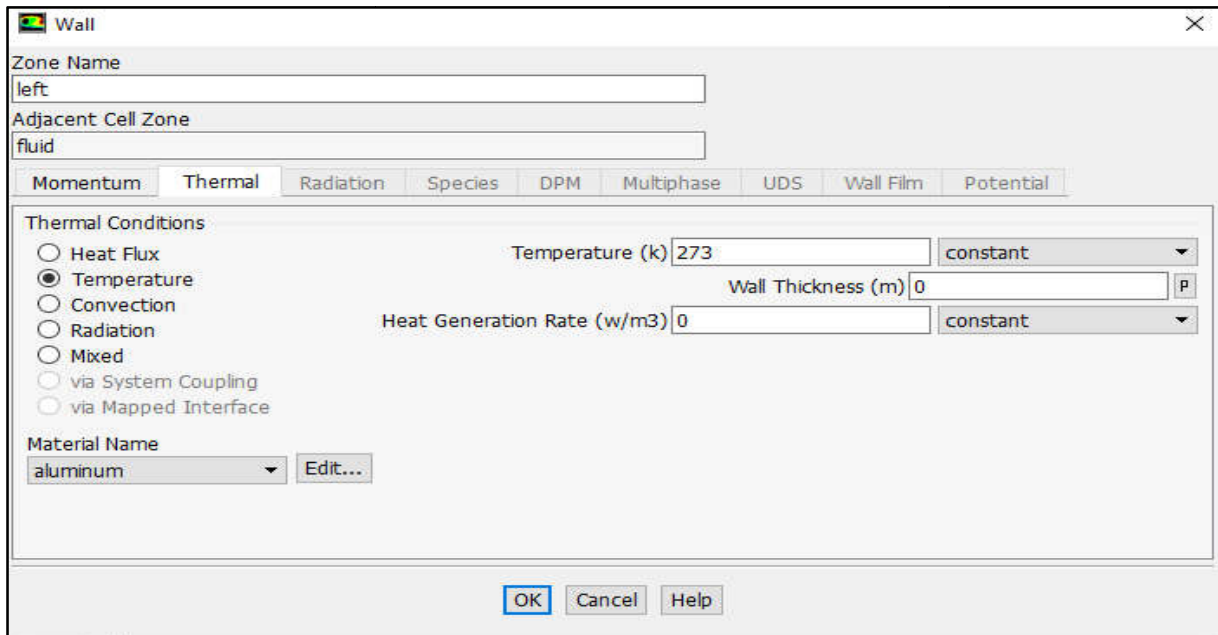 Wall
Zone Name
left
Adjacent Cell Zone
fluid
Momentum Thermal Radiation Species DPM Multiphase UDS Wall Film Potential
Thermal Conditions
Heat Flux
Temperature
Convection
Radiation
Mixed
via System Coupling
via Mapped Interface
Temperature (k) 273 constant
Wall Thickness (m) 0 P
Heat Generation Rate (w/m3) 0 constant
Material Name
aluminum Edit...
OK Cancel Help